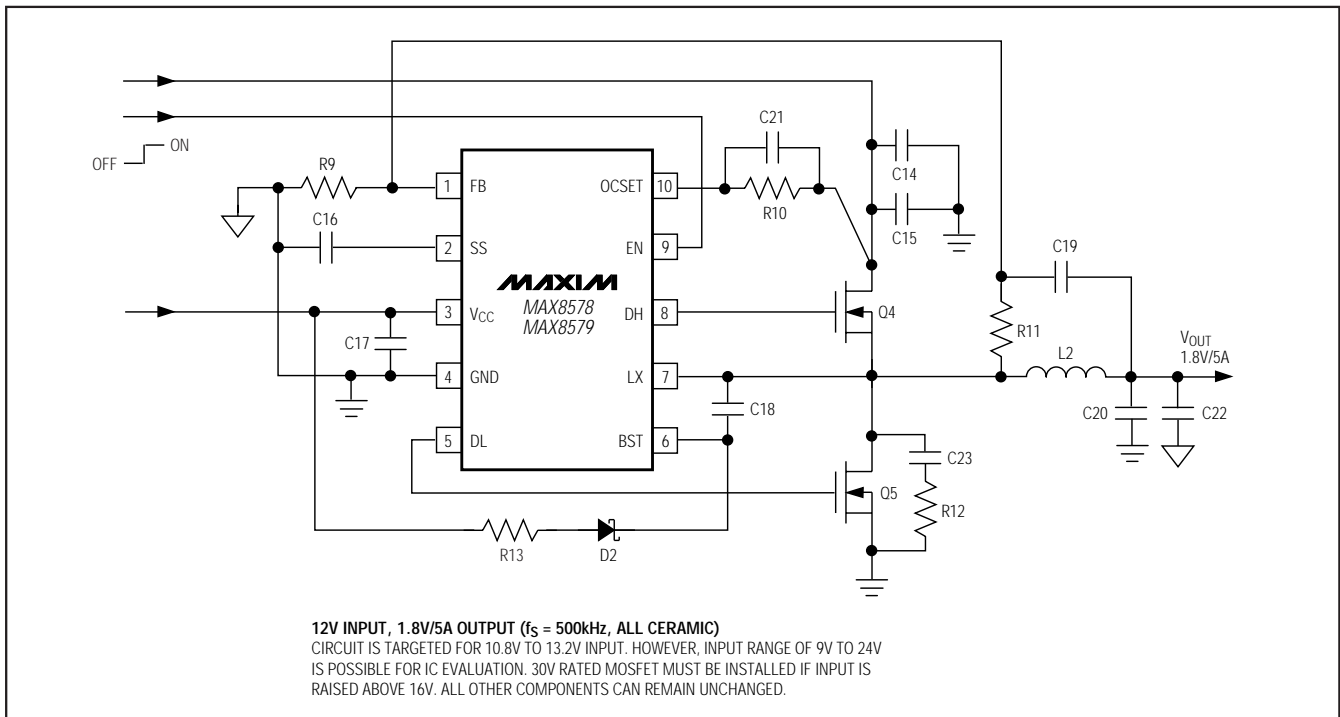 C21
OFF
ON
R9
1
FB
OCSET
10
C14
R10
C16
C15
2
SS
EN
9
C19
MAXIM
MAX8578
MAX8579
3
VCC
DH
8
Q4
R11
C17
L2
VOUT
1.8V/5A
4
GND
LX
7
C18
C20
C22
5
DL
BST
6
C23
Q5
R12
R13
D2
12V INPUT, 1.8V/5A OUTPUT (fS = 500kHz, ALL CERAMIC)
CIRCUIT IS TARGETED FOR 10.8V TO 13.2V INPUT. HOWEVER, INPUT RANGE OF 9V TO 24V
IS POSSIBLE FOR IC EVALUATION. 30V RATED MOSFET MUST BE INSTALLED IF INPUT IS
RAISED ABOVE 16V. ALL OTHER COMPONENTS CAN REMAIN UNCHANGED.